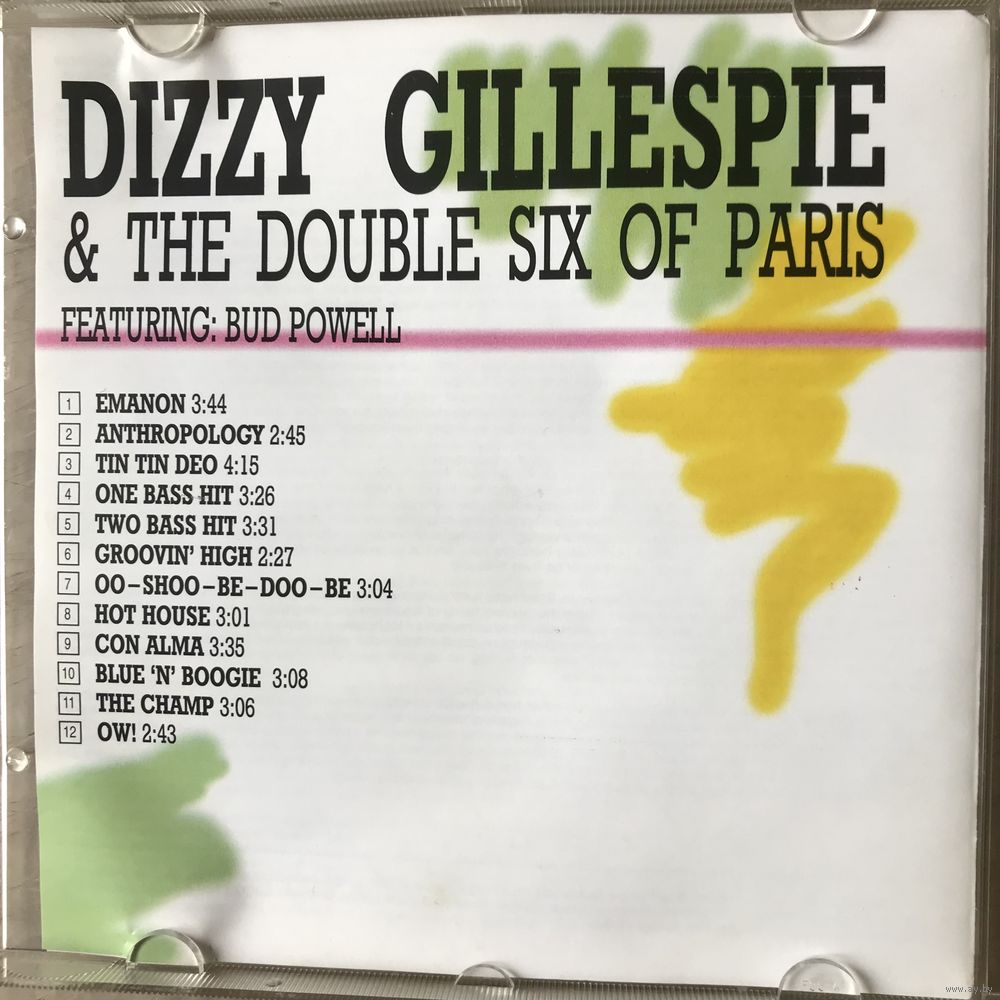 DIZZY GILLESPIE
& THE DOUBLE SIX OF PARIS
FEATURING: BUD POWELL
1 EMANON 3:44
2 ANTHROPOLOGY 2:45
3 TIN TIN DEO 4:15
4 ONE BASS HIT 3:26
5 TWO BASS HIT 3:31
6 GROOVIN' HIGH 2:27
7 OO–SHOO–BE–DOO–BE 3:04
8 HOT HOUSE 3:01
9 CON ALMA 3:35
10 BLUE 'N' BOOGIE 3:08
11 THE CHAMP 3:06
12 OW! 2:43
www.ay.by